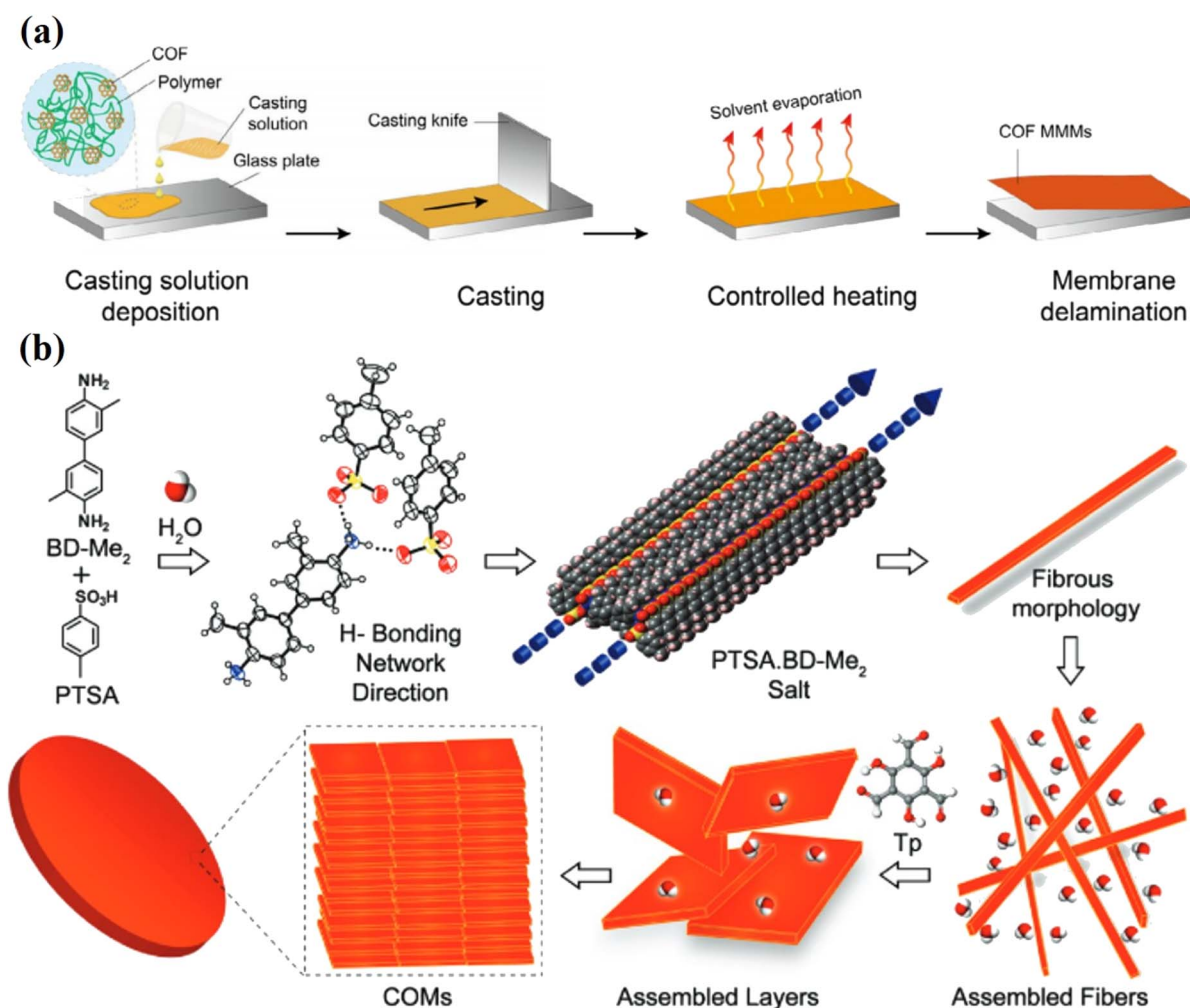 (a)
COF
Polymer
Casting
solution
Glass plate
Casting knife
Solvent evaporation
COF MMMs
Casting solution
deposition
Casting
Controlled heating
Membrane
delamination
(b)
NH₂
NH₂
BD-Me₂
+
SO₃H
PTSA
H₂O
H- Bonding
Network
Direction
PTSA.BD-Me₂
Salt
Fibrous
morphology
Tp
COMs
Assembled Layers
Assembled Fibers